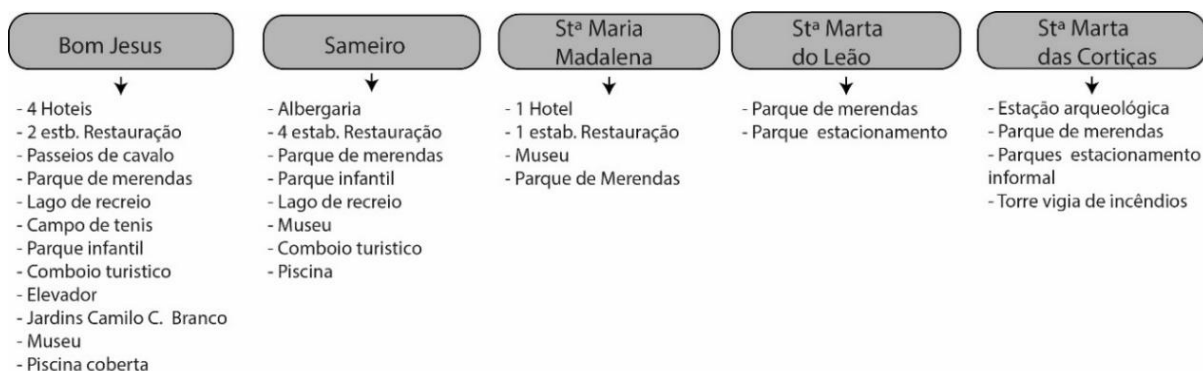 Bom Jesus
- 4 Hoteis
- 2 estb. Restauração
- Passeios de cavalo
- Parque de merendas
- Lago de recreio
- Campo de tenis
- Parque infantil
- Comboio turistico
- Elevador
- Jardins Camilo C. Branco
- Museu
- Piscina coberta
Sameiro
- Albergaria
- 4 estab. Restauração
- Parque de merendas
- Parque infantil
- Lago de recreio
- Museu
- Comboio turistico
- Piscina
Stª Maria
Madalena
- 1 Hotel
- 1 estab. Restauração
- Museu
- Parque de Merendas
Stª Marta
do Leão
- Parque de merendas
- Parque estacionamento
Stª Marta
das Cortiças
- Estação arqueológica
- Parque de merendas
- Parques estacionamento
informal
- Torre vigia de incêndios